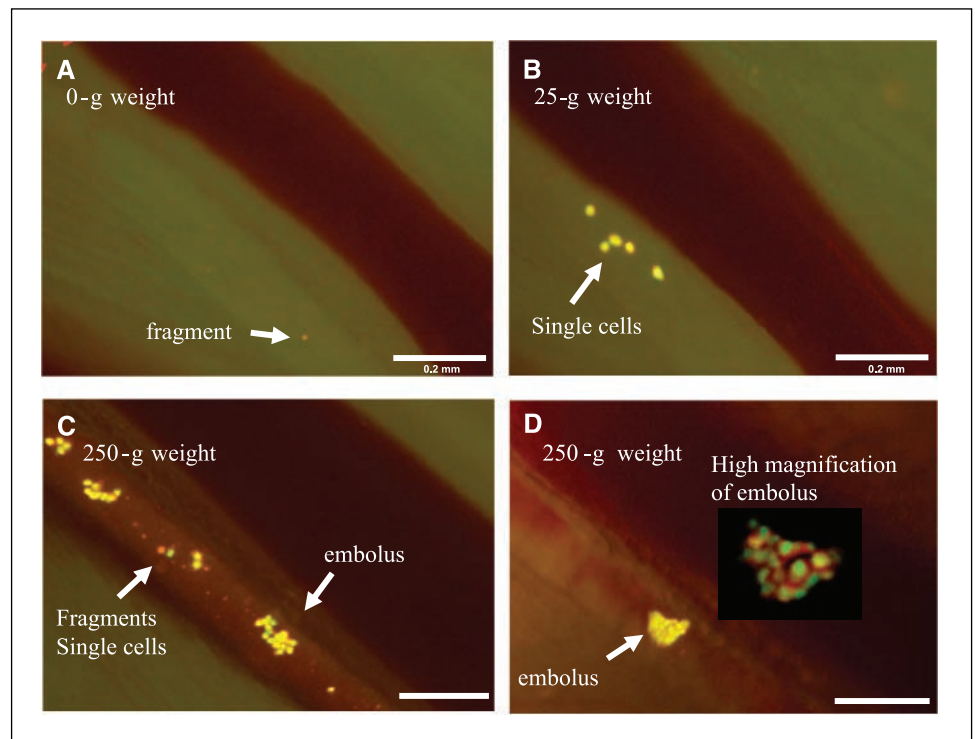 A
0-g weight
fragment
0.2 mm
B
25-g weight
Single cells
0.2 mm
C
250-g weight
embolus
Fragments
Single cells
D
250-g weight
High magnification
of embolus
embolus